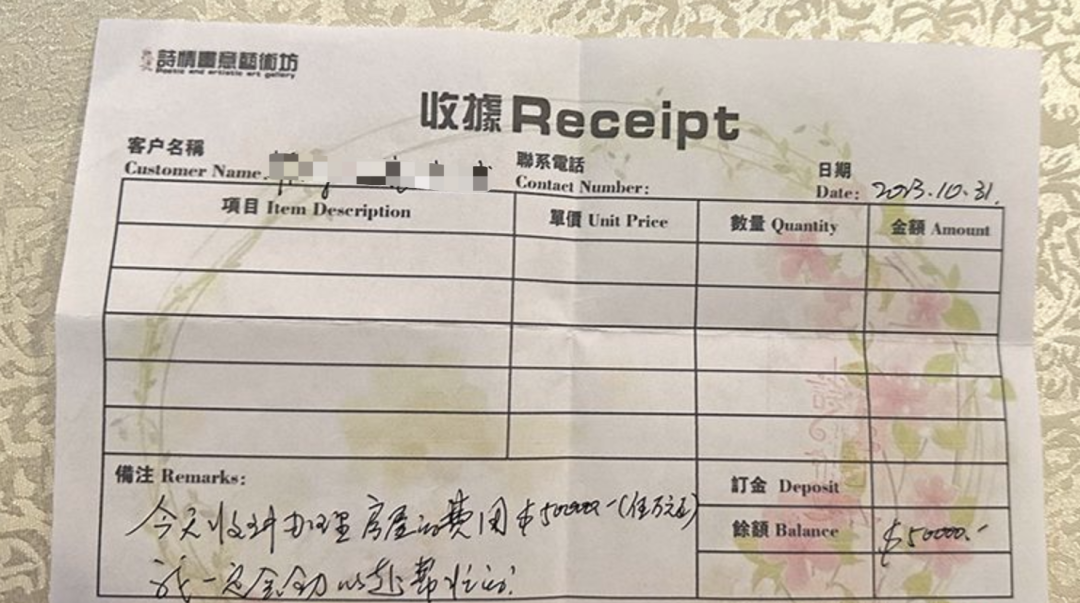 詩情畫意藝術坊
Poetic and artistic art gallery
收據 Receipt
客户名稱
Customer Name:
聯系電話
Contact Number:
日期
Date: 2023.10.31.
項目 Item Description
單價 Unit Price
數量 Quantity
金額 Amount
備注 Remarks:
今天收到办理房屋的费用$50000-(伍万元)
我一定全力以赴帮忙的.
訂金 Deposit
餘額 Balance
$50000.-